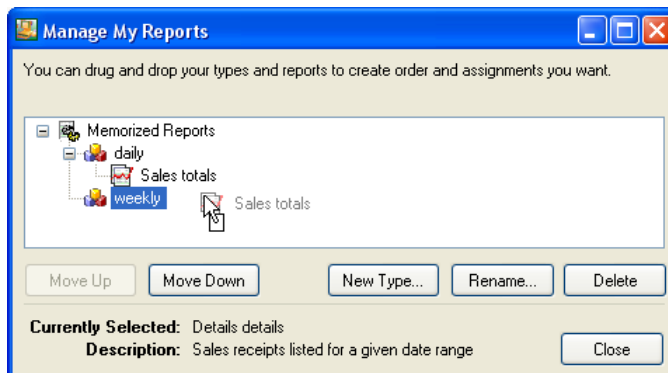 Manage My Reports
You can drag and drop your types and reports to create order and assignments you want.
Memorized Reports
daily
Sales totals
weekly Sales totals
Move Up Move Down New Type... Rename... Delete
Currently Selected: Details details
Description: Sales receipts listed for a given date range Close